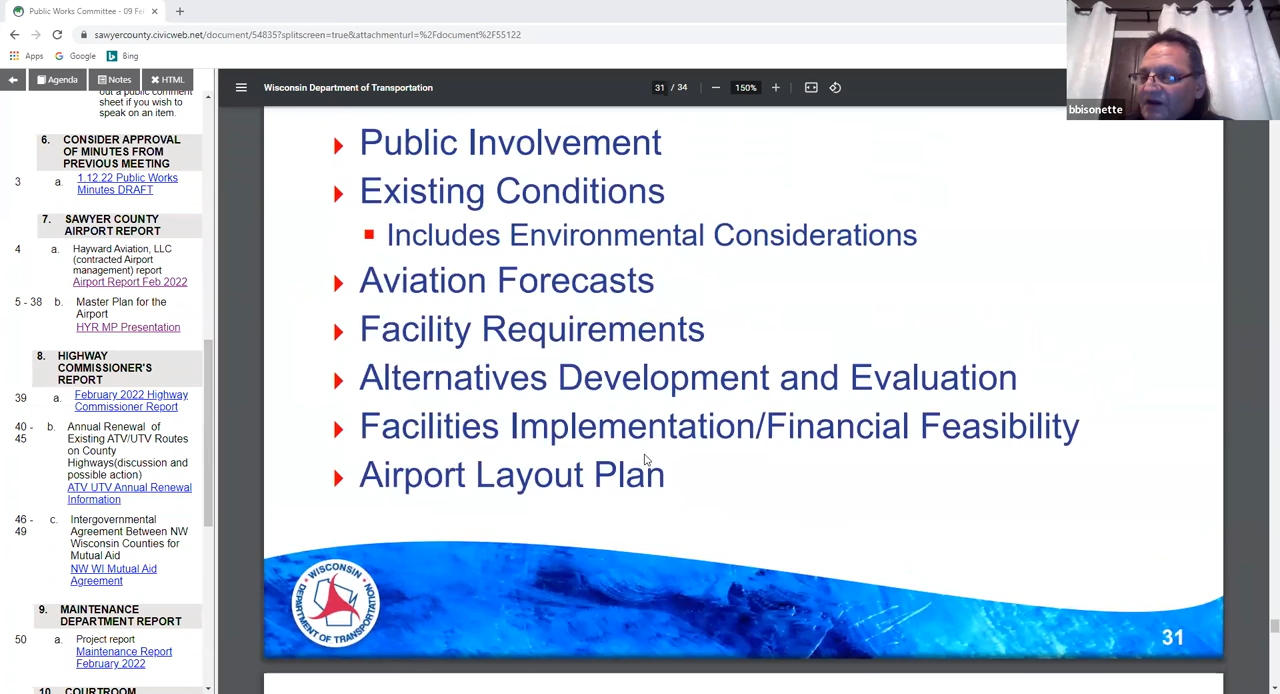 Public Works Committee - 09 Fe
sawyercounty.civicweb.net/document/54835?splitscreen=true&attachmenturl=%2Fdocument%2F55122
Apps Google Bing
Agenda Notes HTML
out a public comment
sheet if you wish to
speak on an item.
6. CONSIDER APPROVAL
OF MINUTES FROM
PREVIOUS MEETING
3 a. 1.12.22 Public Works
Minutes DRAFT
7. SAWYER COUNTY
AIRPORT REPORT
4 a. Hayward Aviation, LLC
(contracted Airport
management) report
Airport Report Feb 2022
5 - 38 b. Master Plan for the
Airport
HYR MP Presentation
8. HIGHWAY
COMMISSIONER'S
REPORT
39 a. February 2022 Highway
Commissioner Report
40 - b. Annual Renewal of
45 Existing ATV/UTV Routes
on County
Highways(discussion and
possible action)
ATV UTV Annual Renewal
Information
46 - c. Intergovernmental
49 Agreement Between NW
Wisconsin Counties for
Mutual Aid
NW WI Mutual Aid
Agreement
9. MAINTENANCE
DEPARTMENT REPORT
50 a. Project report
Maintenance Report
February 2022
10. COURTROOM
Wisconsin Department of Transportation
31 / 34
150%
bbisonette
Public Involvement
Existing Conditions
Includes Environmental Considerations
Aviation Forecasts
Facility Requirements
Alternatives Development and Evaluation
Facilities Implementation/Financial Feasibility
Airport Layout Plan
WISCONSIN
DEPARTMENT OF TRANSPORTATION
31